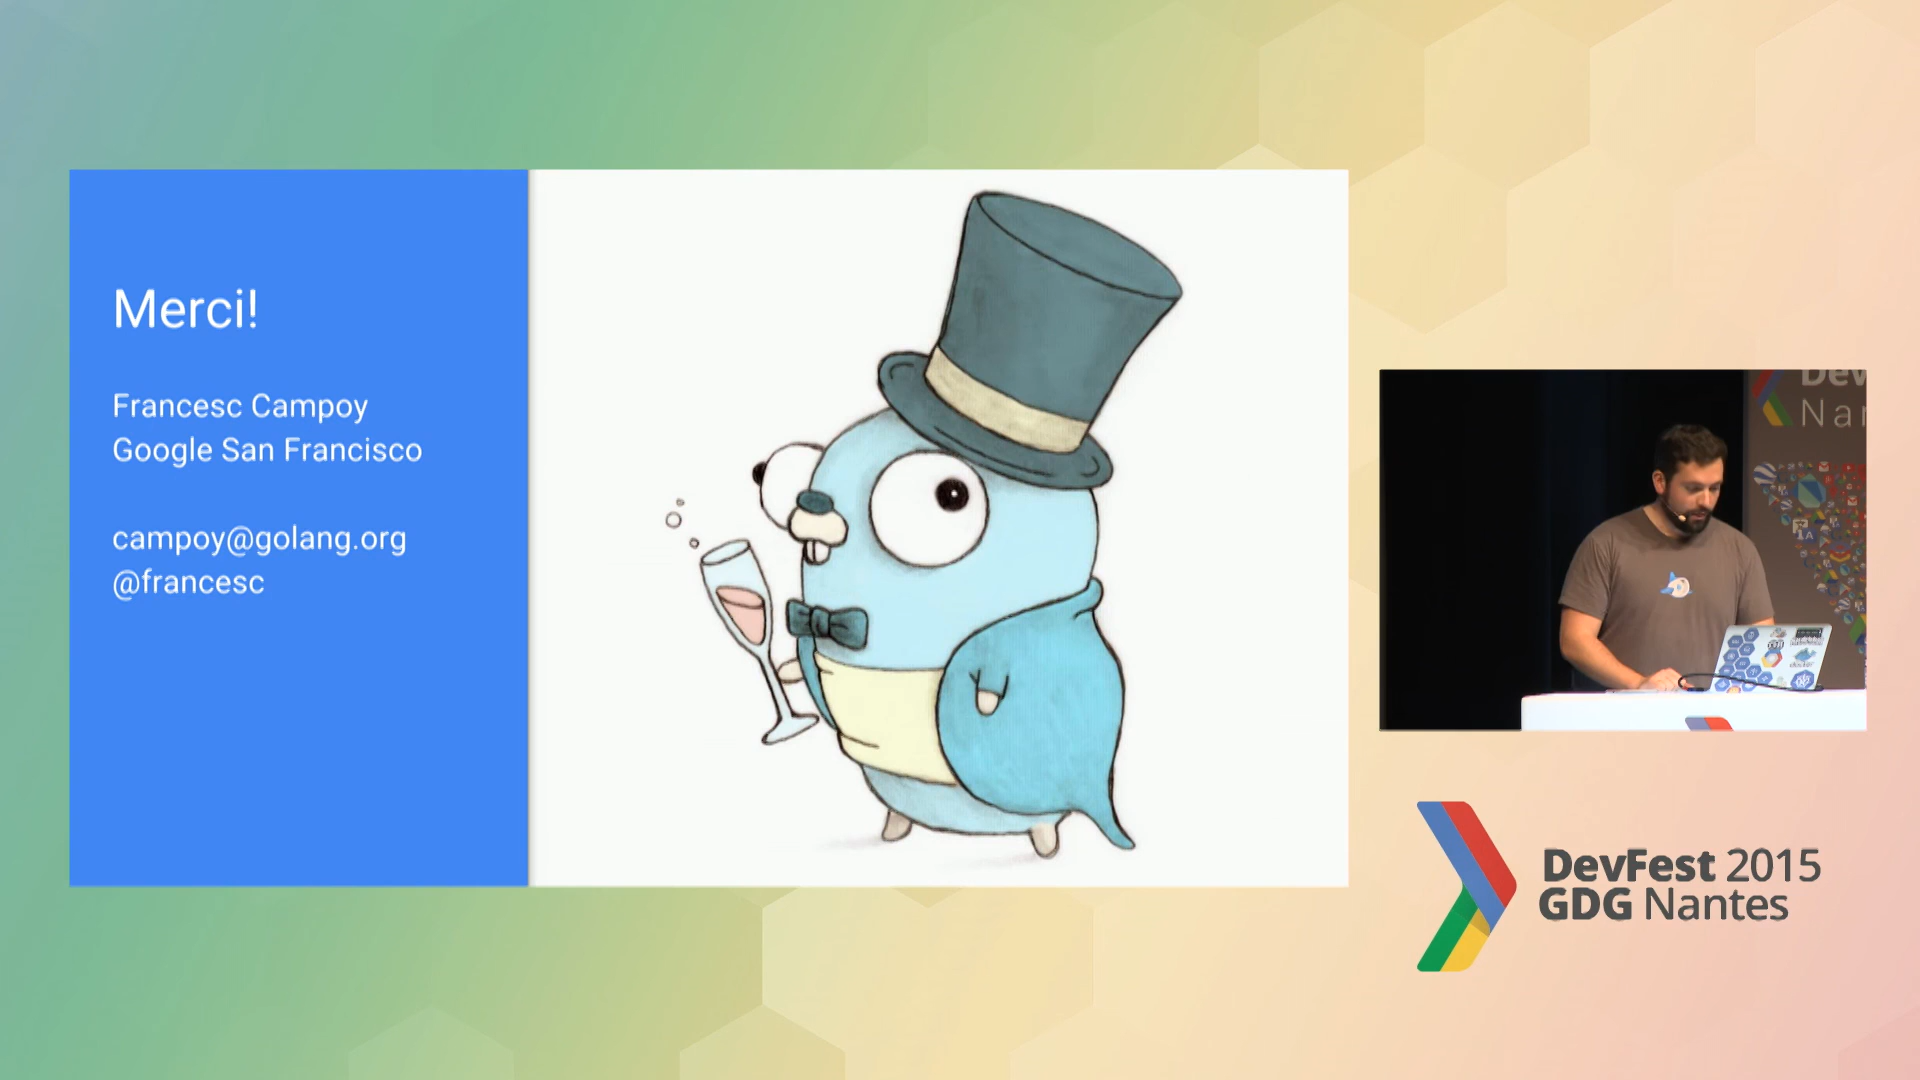 Merci!
Francesc Campoy
Google San Francisco
campoy@golang.org
@francesc
DevFest 2015
GDG Nantes